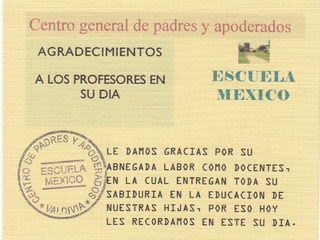 Centro general de padres y apoderados
AGRADECIMIENTOS
A LOS PROFESORES EN
SU DIA
ESCUELA
MEXICO
CENTRO DE PADRES Y APODERADOS
ESCUELA
MEXICO
* VALDIVIA *
LE DAMOS GRACIAS POR SU
ABNEGADA LABOR COMO DOCENTES,
EN LA CUAL ENTREGAN TODA SU
SABIDURIA EN LA EDUCACION DE
NUESTRAS HIJAS, POR ESO HOY
LES RECORDAMOS EN ESTE SU DIA.